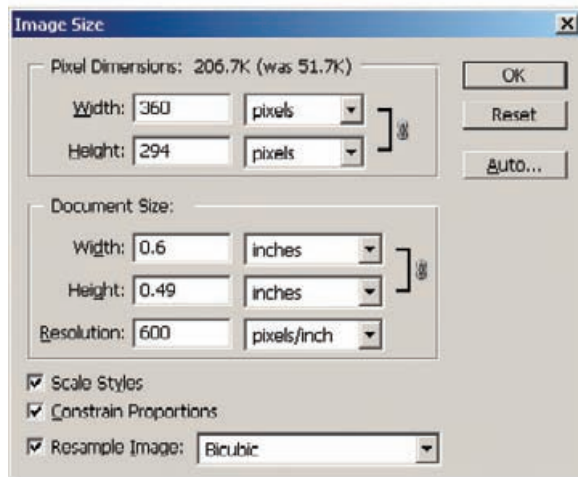 Image Size
Pixel Dimensions: 206.7K (was 51.7K)
Width: 360 pixels
Height: 294 pixels
OK
Reset
Auto...
Document Size:
Width: 0.6 inches
Height: 0.49 inches
Resolution: 600 pixels/inch
Scale Styles
Constrain Proportions
Resample Image: Bicubic